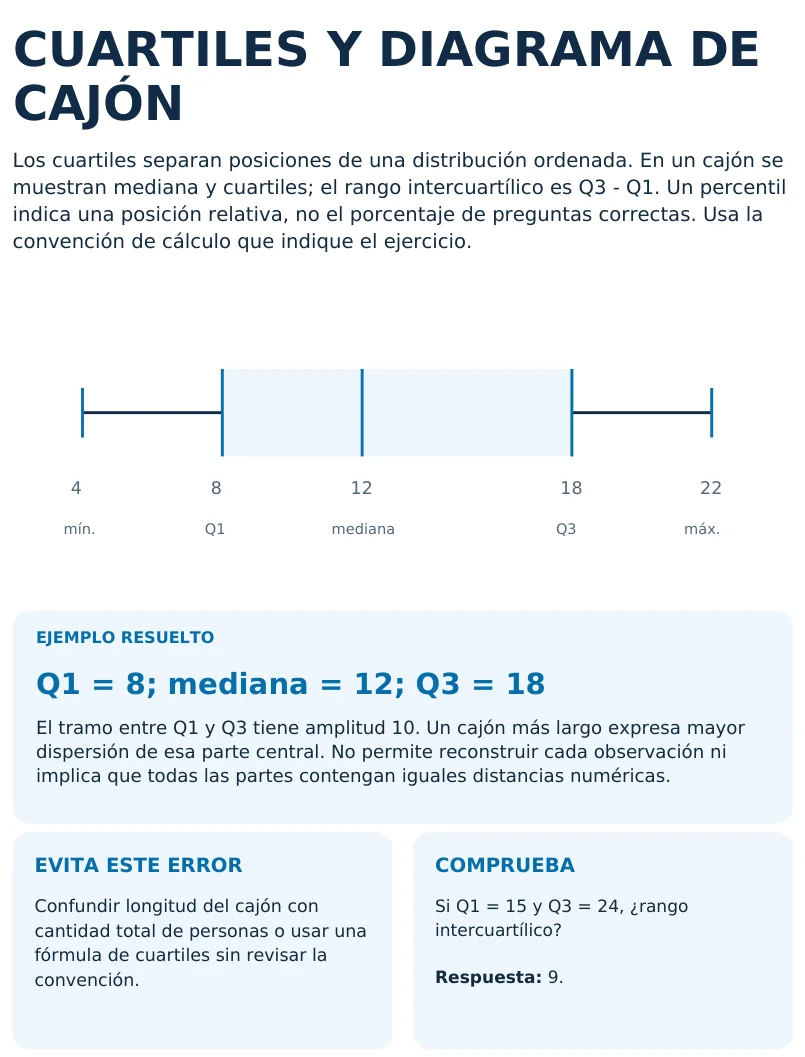 CUARTILES Y DIAGRAMA DE
CAJÓN
Los cuartiles separan posiciones de una distribución ordenada. En un cajón se
muestran mediana y cuartiles; el rango intercuartílico es Q3 - Q1. Un percentil
indica una posición relativa, no el porcentaje de preguntas correctas. Usa la
convención de cálculo que indique el ejercicio.
4 8 12 18 22
mín. Q1 mediana Q3 máx.
EJEMPLO RESUELTO
Q1 = 8; mediana = 12; Q3 = 18
El tramo entre Q1 y Q3 tiene amplitud 10. Un cajón más largo expresa mayor
dispersión de esa parte central. No permite reconstruir cada observación ni
implica que todas las partes contengan iguales distancias numéricas.
EVITA ESTE ERROR
Confundir longitud del cajón con
cantidad total de personas o usar una
fórmula de cuartiles sin revisar la
convención.
COMPRUEBA
Si Q1 = 15 y Q3 = 24, ¿rango
intercuartílico?
Respuesta: 9.